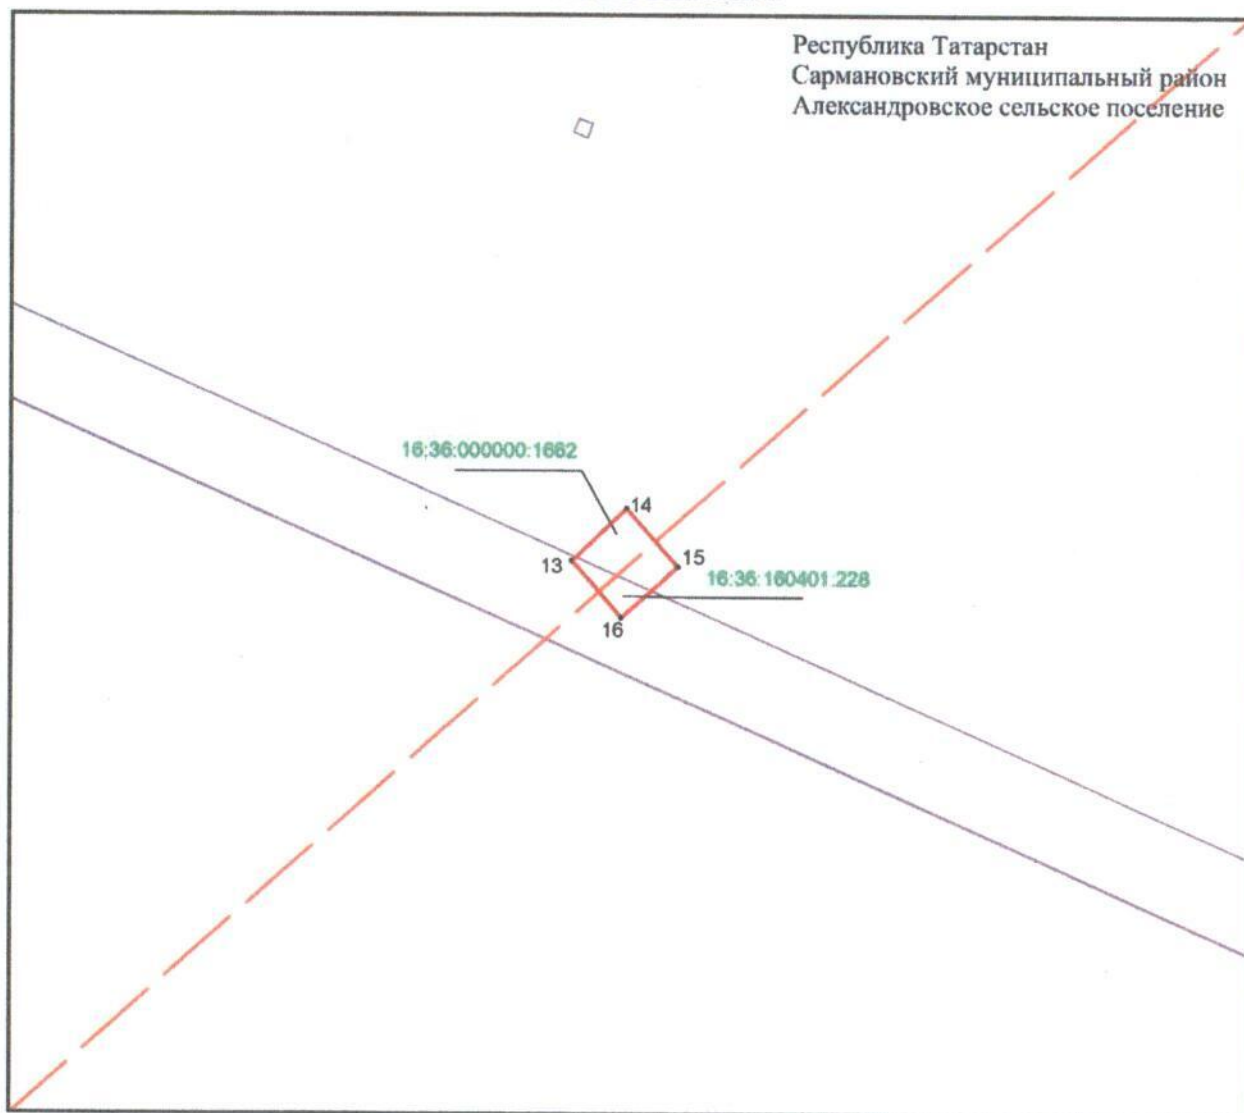 Республика Татарстан
Сармановский муниципальный район
Александровское сельское поселение
16:36:000000:1662
14
13
15
16:36:160401:228
16